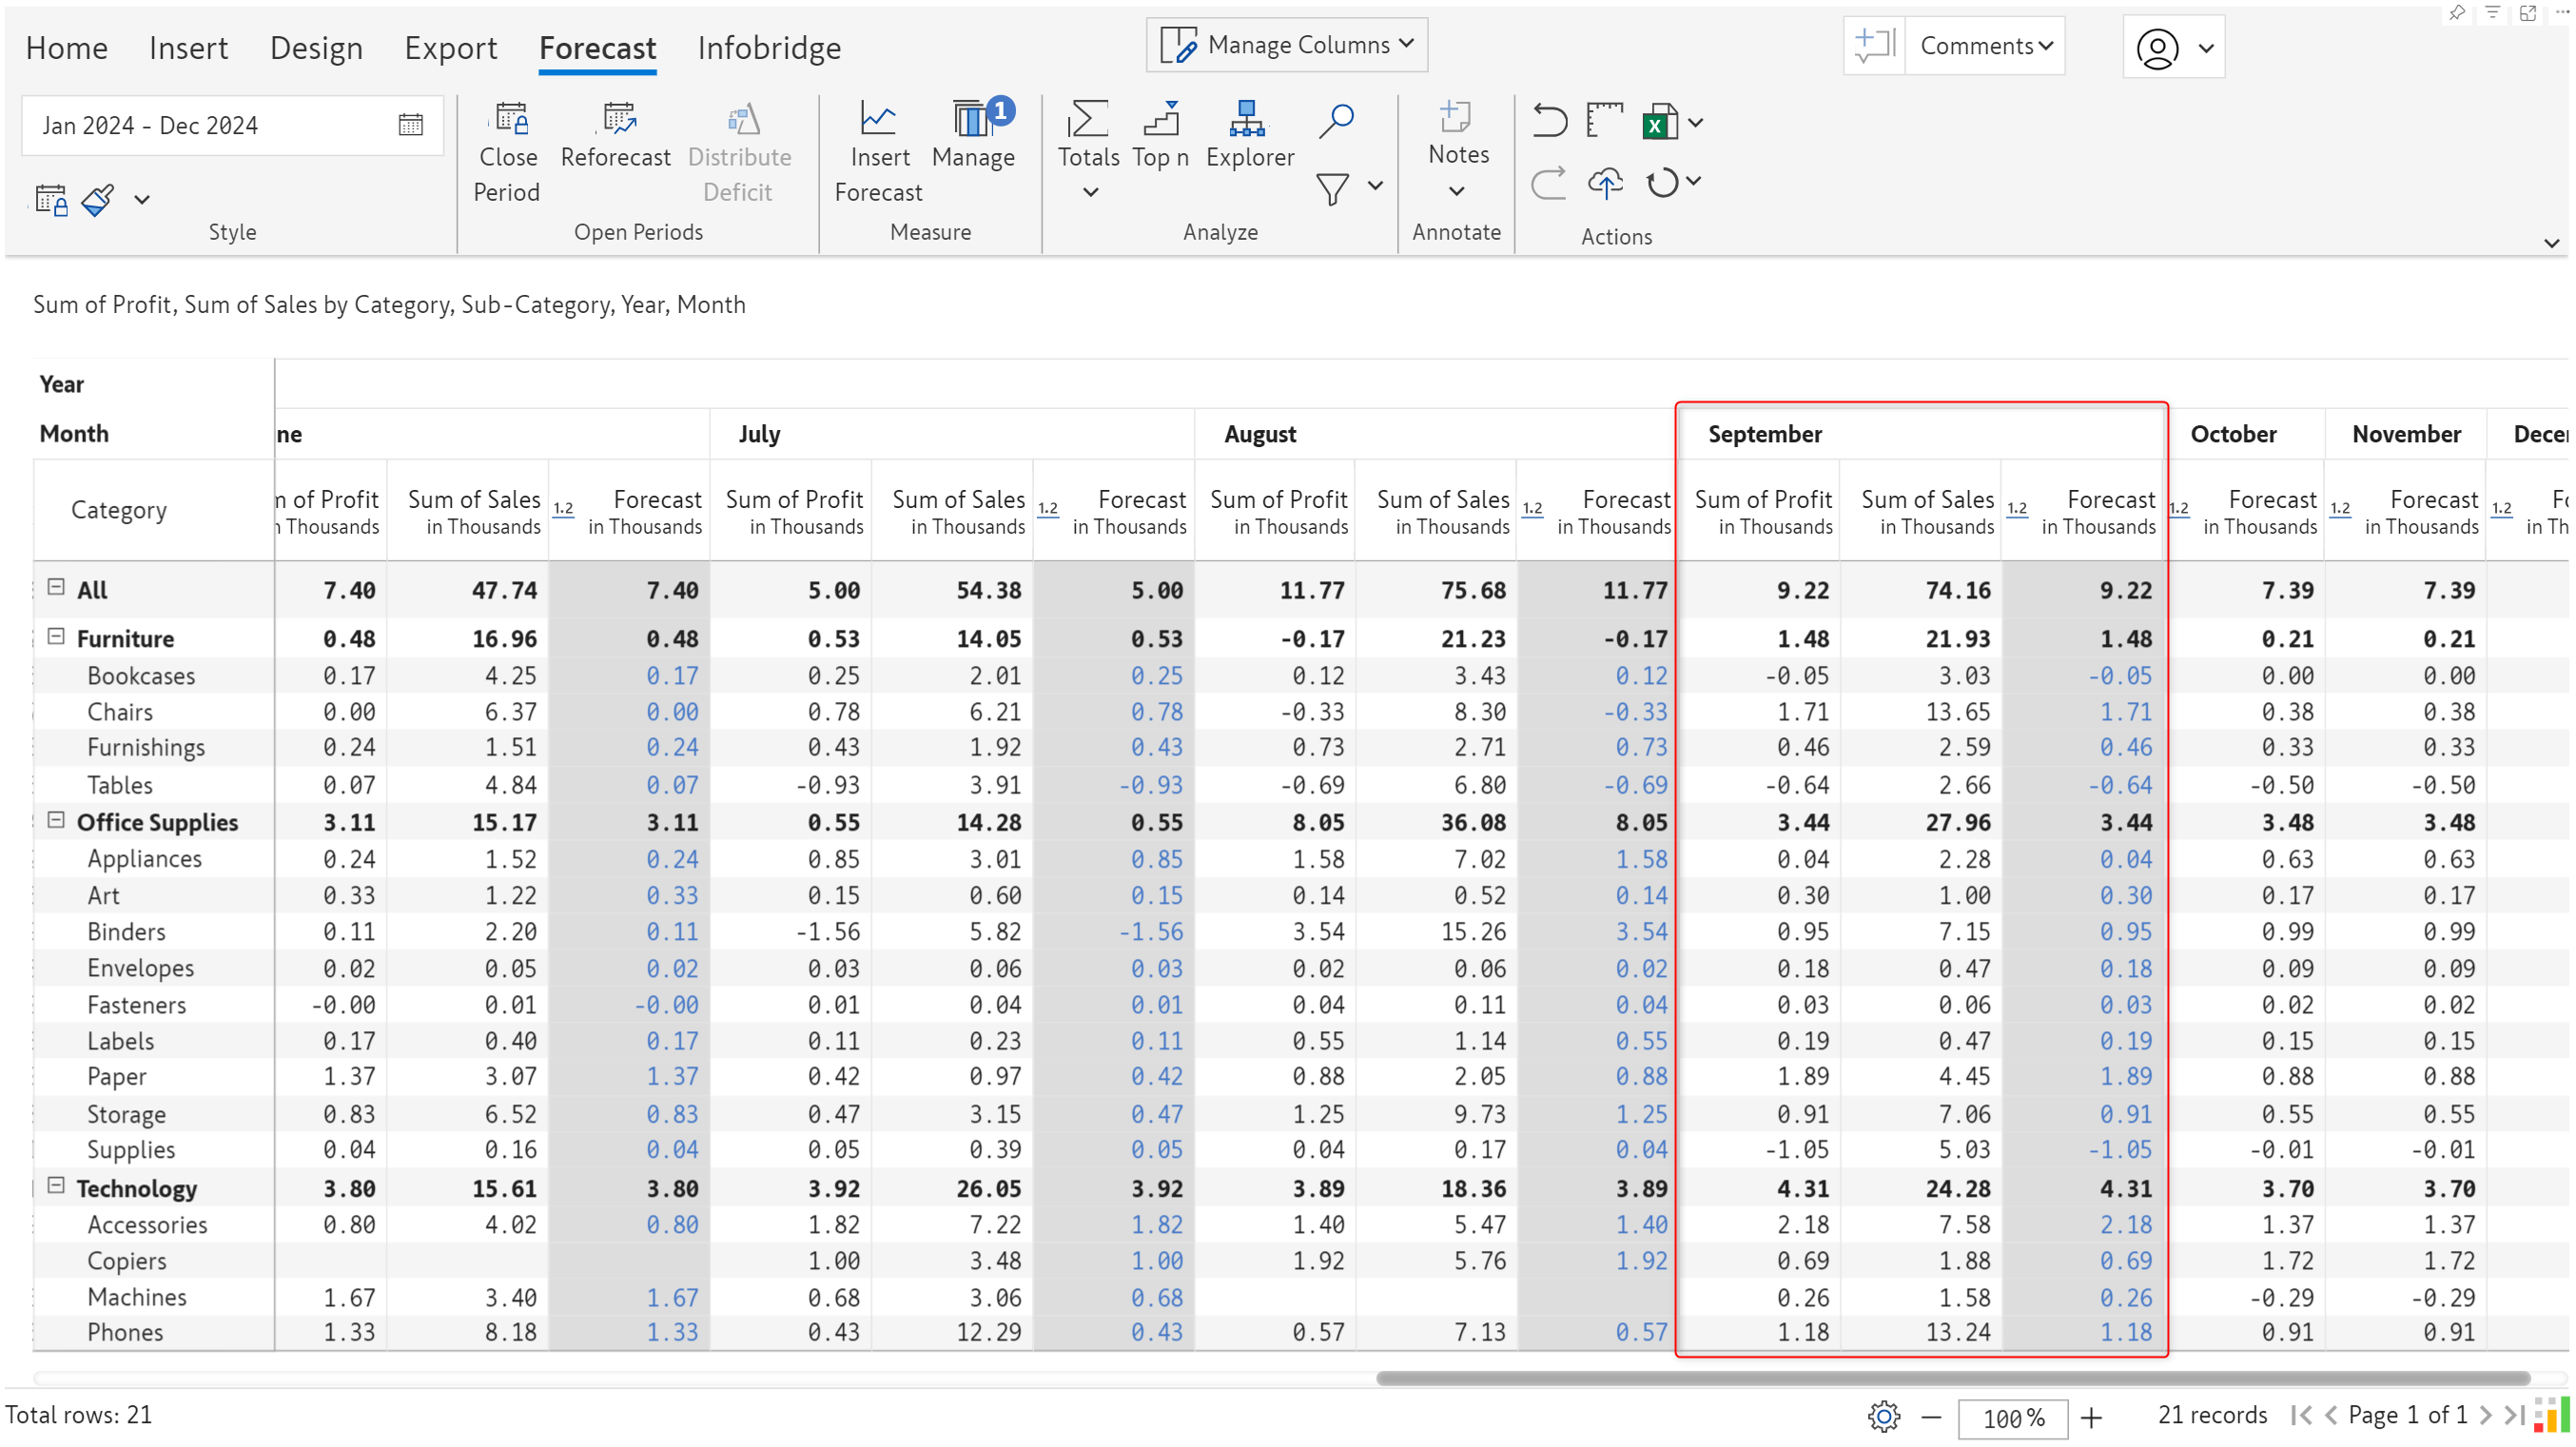 Home Insert Design Export Forecast Infobridge Manage Columns Comments
Jan 2024 - Dec 2024
Close Period Reforecast Distribute Deficit Insert Forecast Manage 1 Totals Top n Explorer Notes
Style Open Periods Measure Analyze Annotate Actions
Sum of Profit, Sum of Sales by Category, Sub-Category, Year, Month
Year
Month ne July August September October November Decem
Category n of Profit Sum of Sales 1.2 Forecast Sum of Profit Sum of Sales 1.2 Forecast Sum of Profit Sum of Sales 1.2 Forecast Sum of Profit Sum of Sales 1.2 Forecast 1.2 Forecast 1.2 Forecast 1.2 Fo
n Thousands in Thousands in Thousands in Thousands in Thousands in Thousands in Thousands in Thousands in Thousands in Thousands in Thousands in Thousands in Thousands in Thousands in Th
All 7.40 47.74 7.40 5.00 54.38 5.00 11.77 75.68 11.77 9.22 74.16 9.22 7.39 7.39
Furniture 0.48 16.96 0.48 0.53 14.05 0.53 -0.17 21.23 -0.17 1.48 21.93 1.48 0.21 0.21
Bookcases 0.17 4.25 0.17 0.25 2.01 0.25 0.12 3.43 0.12 -0.05 3.03 -0.05 0.00 0.00
Chairs 0.00 6.37 0.00 0.78 6.21 0.78 -0.33 8.30 -0.33 1.71 13.65 1.71 0.38 0.38
Furnishings 0.24 1.51 0.24 0.43 1.92 0.43 0.73 2.71 0.73 0.46 2.59 0.46 0.33 0.33
Tables 0.07 4.84 0.07 -0.93 3.91 -0.93 -0.69 6.80 -0.69 -0.64 2.66 -0.64 -0.50 -0.50
Office Supplies 3.11 15.17 3.11 0.55 14.28 0.55 8.05 36.08 8.05 3.44 27.96 3.44 3.48 3.48
Appliances 0.24 1.52 0.24 0.85 3.01 0.85 1.58 7.02 1.58 0.04 2.28 0.04 0.63 0.63
Art 0.33 1.22 0.33 0.15 0.60 0.15 0.14 0.52 0.14 0.30 1.00 0.30 0.17 0.17
Binders 0.11 2.20 0.11 -1.56 5.82 -1.56 3.54 15.26 3.54 0.95 7.15 0.95 0.99 0.99
Envelopes 0.02 0.05 0.02 0.03 0.06 0.03 0.02 0.06 0.02 0.18 0.47 0.18 0.09 0.09
Fasteners -0.00 0.01 -0.00 0.01 0.04 0.01 0.04 0.11 0.04 0.03 0.06 0.03 0.02 0.02
Labels 0.17 0.40 0.17 0.11 0.23 0.11 0.55 1.14 0.55 0.19 0.47 0.19 0.15 0.15
Paper 1.37 3.07 1.37 0.42 0.97 0.42 0.88 2.05 0.88 1.89 4.45 1.89 0.88 0.88
Storage 0.83 6.52 0.83 0.47 3.15 0.47 1.25 9.73 1.25 0.91 7.06 0.91 0.55 0.55
Supplies 0.04 0.16 0.04 0.05 0.39 0.05 0.04 0.17 0.04 -1.05 5.03 -1.05 -0.01 -0.01
Technology 3.80 15.61 3.80 3.92 26.05 3.92 3.89 18.36 3.89 4.31 24.28 4.31 3.70 3.70
Accessories 0.80 4.02 0.80 1.82 7.22 1.82 1.40 5.47 1.40 2.18 7.58 2.18 1.37 1.37
Copiers 1.00 3.48 1.00 1.92 5.76 1.92 0.69 1.88 0.69 1.72 1.72
Machines 1.67 3.40 1.67 0.68 3.06 0.68 0.26 1.58 0.26 -0.29 -0.29
Phones 1.33 8.18 1.33 0.43 12.29 0.43 0.57 7.13 0.57 1.18 13.24 1.18 0.91 0.91
Total rows: 21 100% 21 records Page 1 of 1